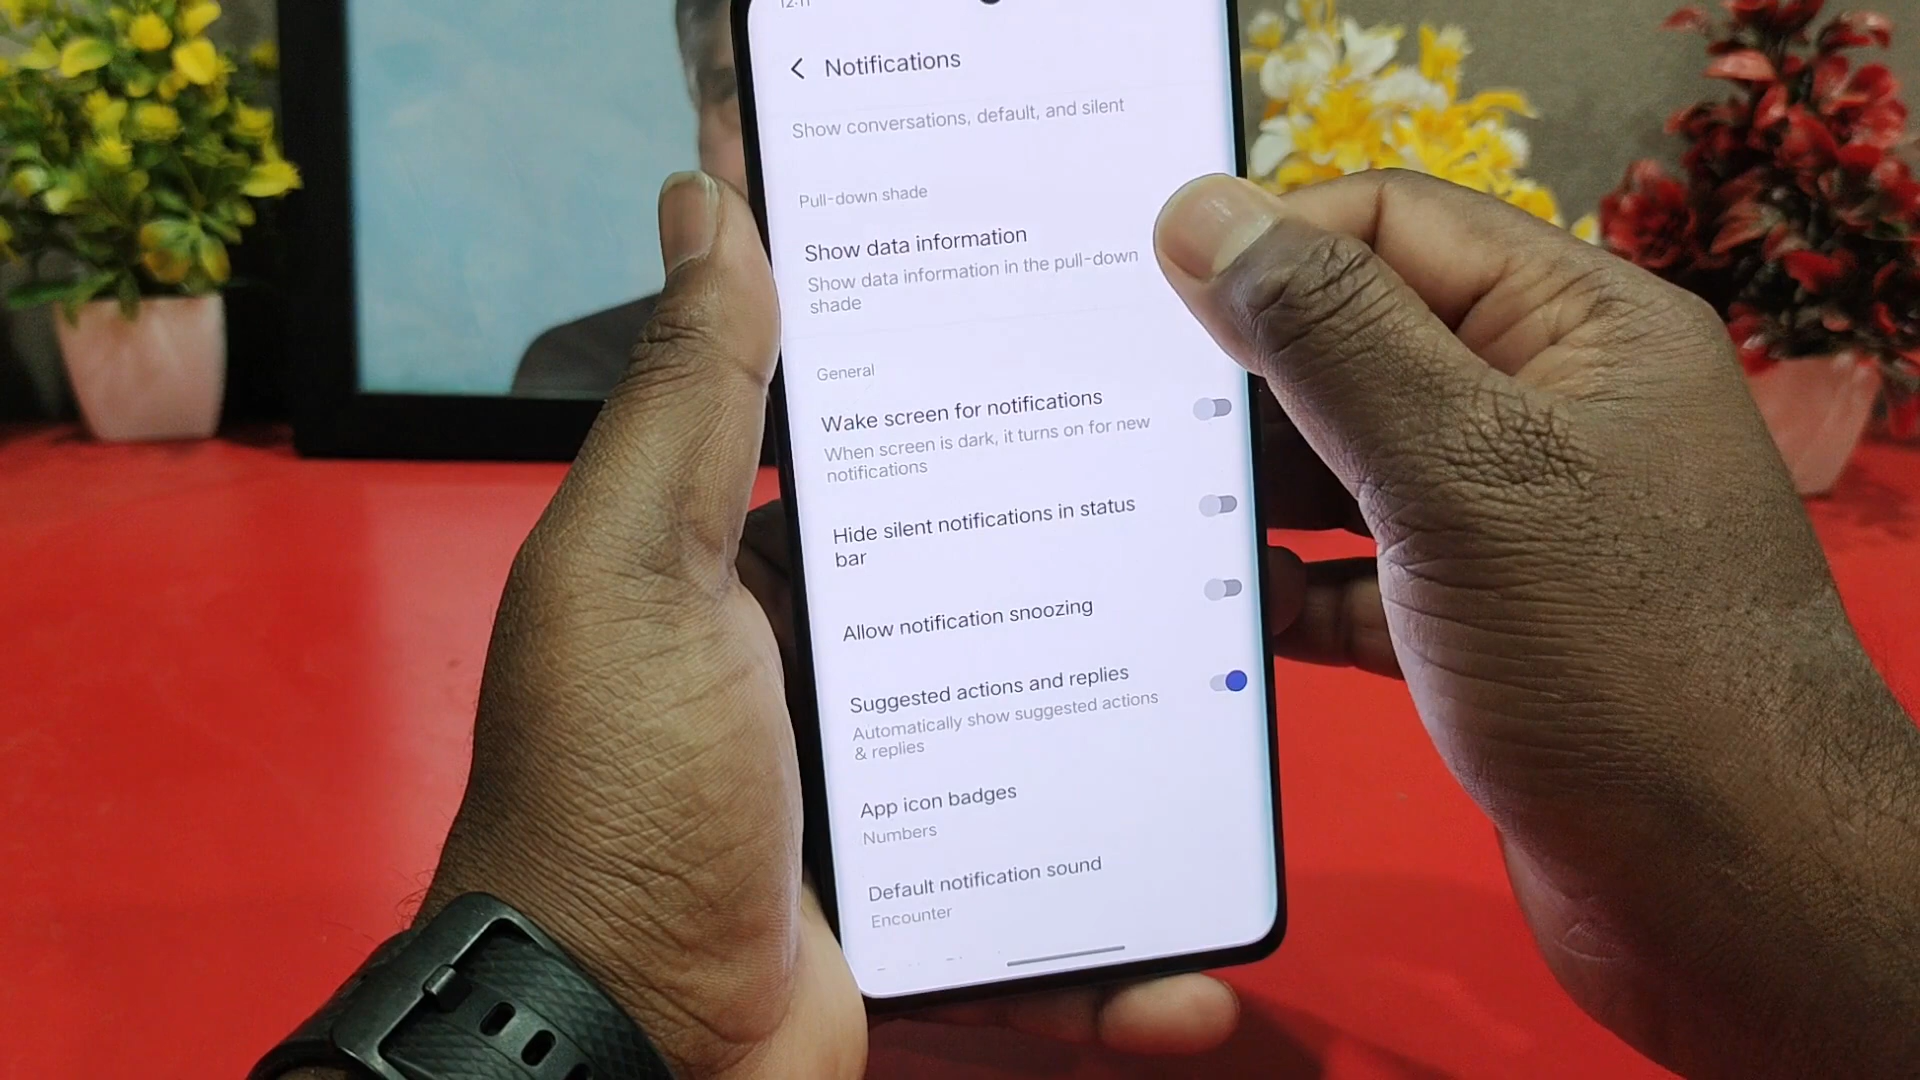 12:11
Notifications
Show conversations, default, and silent
Pull-down shade
Show data information
Show data information in the pull-down
shade
General
Wake screen for notifications
When screen is dark, it turns on for new
notifications
Hide silent notifications in status
bar
Allow notification snoozing
Suggested actions and replies
Automatically show suggested actions
& replies
App icon badges
Numbers
Default notification sound
Encounter